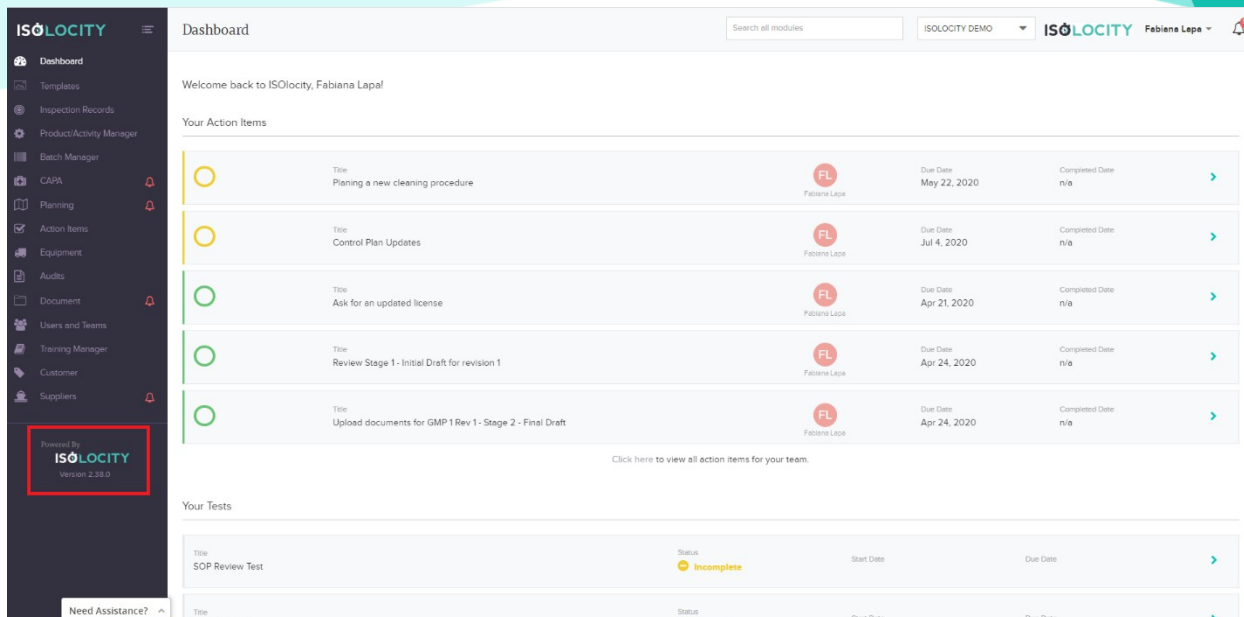 ISOLOCITY
Dashboard
Search all modules
ISOLOCITY DEMO
ISOLOCITY
Fabiana Lapa
Dashboard
Templates
Inspection Records
Product/Activity Manager
Batch Manager
CAPA
Planning
Action Items
Equipment
Audits
Document
Users and Teams
Training Manager
Customer
Suppliers
Powered By
ISOLOCITY
Version 2.38.0
Need Assistance?
Welcome back to ISOlocity, Fabiana Lapa!
Your Action Items
Title
Planing a new cleaning procedure
FL
Fabiana Lapa
Due Date
May 22, 2020
Completed Date
n/a
Title
Control Plan Updates
FL
Fabiana Lapa
Due Date
Jul 4, 2020
Completed Date
n/a
Title
Ask for an updated license
FL
Fabiana Lapa
Due Date
Apr 21, 2020
Completed Date
n/a
Title
Review Stage 1 - Initial Draft for revision 1
FL
Fabiana Lapa
Due Date
Apr 24, 2020
Completed Date
n/a
Title
Upload documents for GMP 1 Rev 1 - Stage 2 - Final Draft
FL
Fabiana Lapa
Due Date
Apr 24, 2020
Completed Date
n/a
Click here to view all action items for your team.
Your Tests
Title
SOP Review Test
Status
Incomplete
Start Date
Due Date
Title
Status